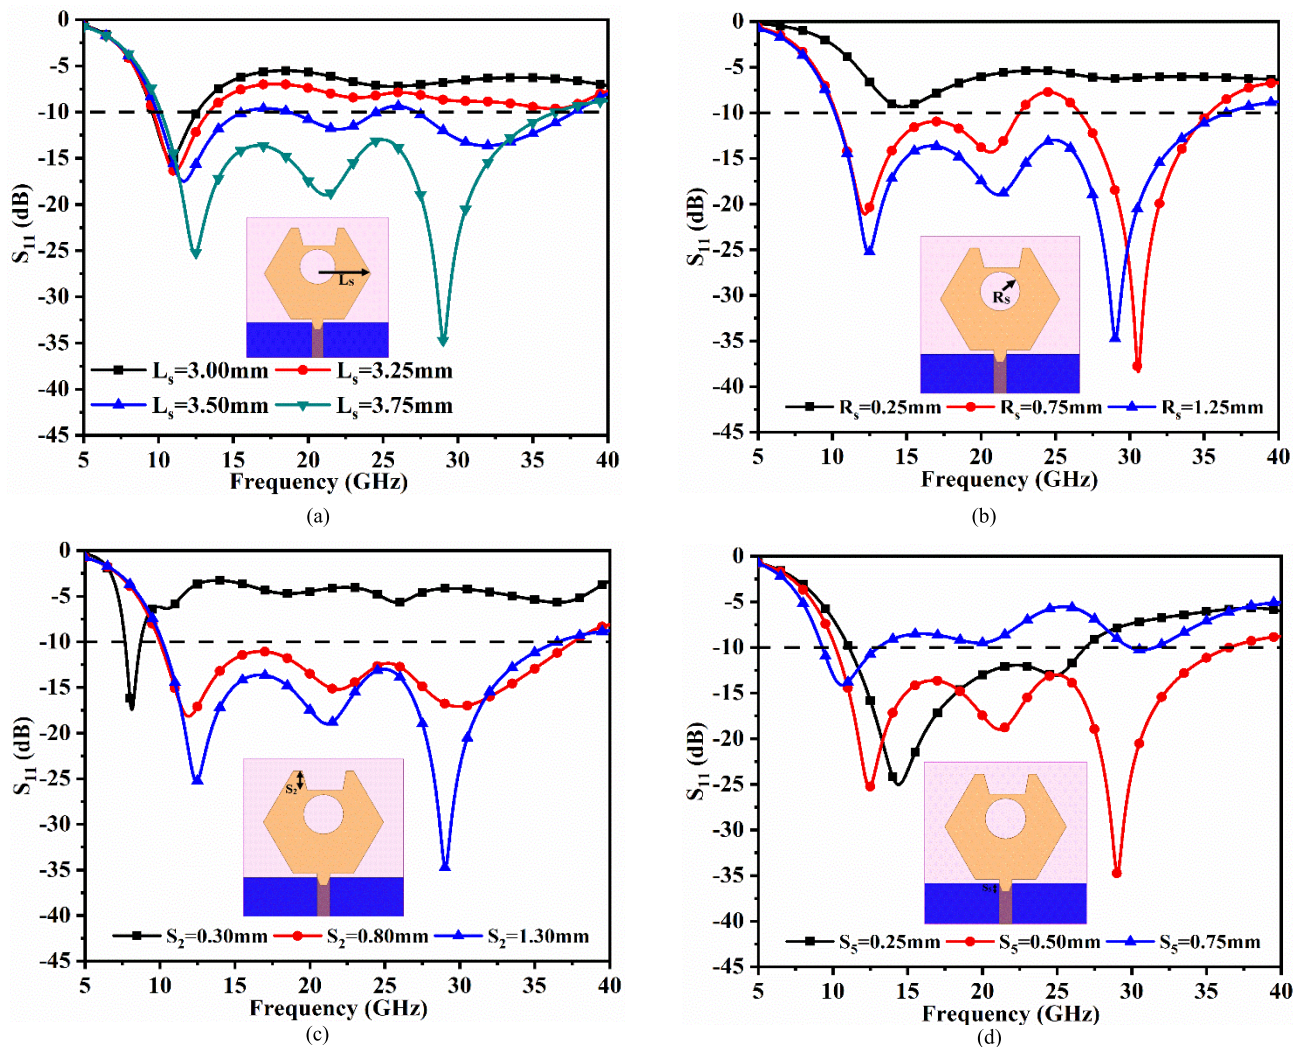 0
-5
-10
-15
-20
-25
-30
-35
-40
-45
S11 (dB)
Ls
Ls=3.00mm Ls=3.25mm
Ls=3.50mm Ls=3.75mm
5 10 15 20 25 30 35 40
Frequency (GHz)
(a)
0
-5
-10
-15
-20
-25
-30
-35
-40
-45
S11 (dB)
Rs
Rs=0.25mm Rs=0.75mm Rs=1.25mm
5 10 15 20 25 30 35 40
Frequency (GHz)
(b)
0
-5
-10
-15
-20
-25
-30
-35
-40
-45
S11 (dB)
S2
S2=0.30mm S2=0.80mm S2=1.30mm
5 10 15 20 25 30 35 40
Frequency (GHz)
(c)
0
-5
-10
-15
-20
-25
-30
-35
-40
-45
S11 (dB)
S5=0.25mm S5=0.50mm S5=0.75mm
5 10 15 20 25 30 35 40
Frequency (GHz)
(d)